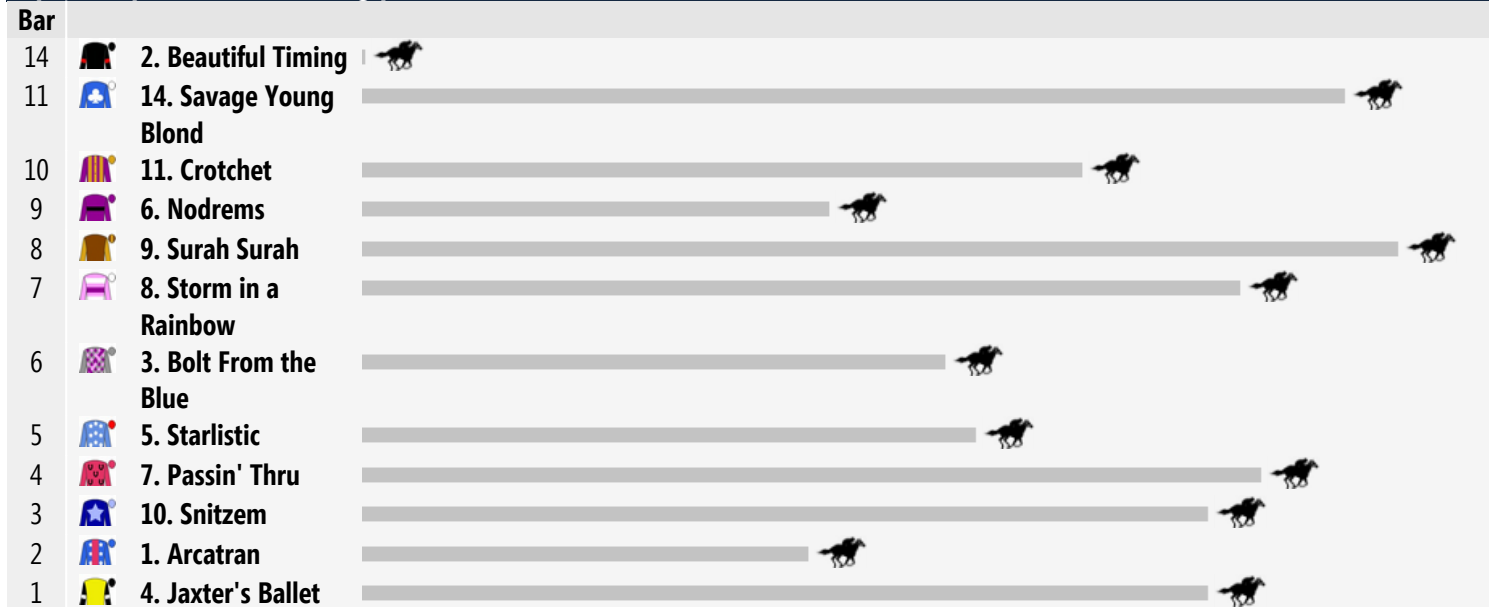 Bar
14 2. Beautiful Timing
11 14. Savage Young
Blond
10 11. Crotchet
9 6. Nodrems
8 9. Surah Surah
7 8. Storm in a
Rainbow
6 3. Bolt From the
Blue
5 5. Starlistic
4 7. Passin' Thru
3 10. Snitzem
2 1. Arcatran
1 4. Jaxter's Ballet